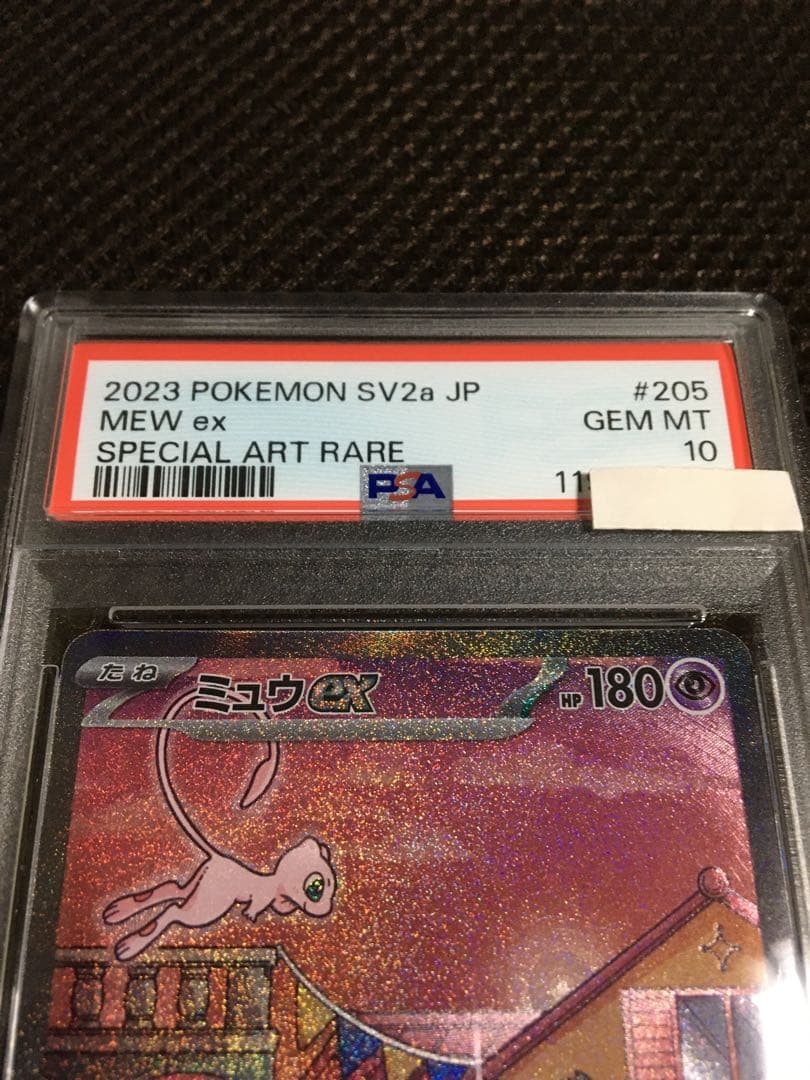 2023 POKEMON SV2a JP #205
MEW ex GEM MT
SPECIAL ART RARE 10
PSA
たね ミュウex HP 180